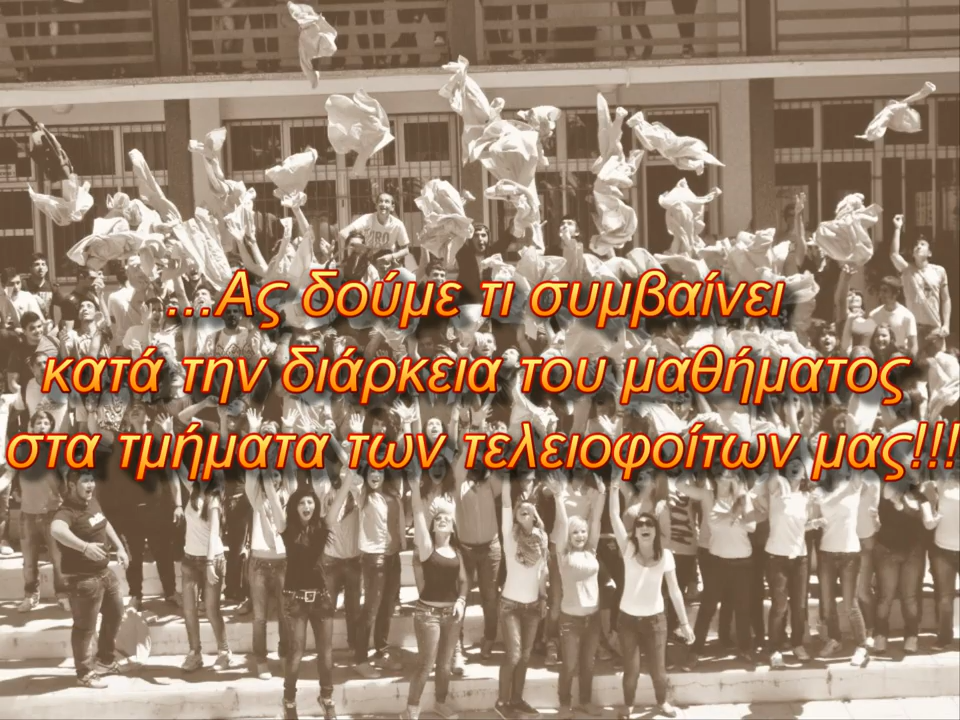 ...Ας δούμε τι συμβαίνει
κατά την διάρκεια του μαθήματος
στα τμήματα των τελειοφοίτων μας!!!